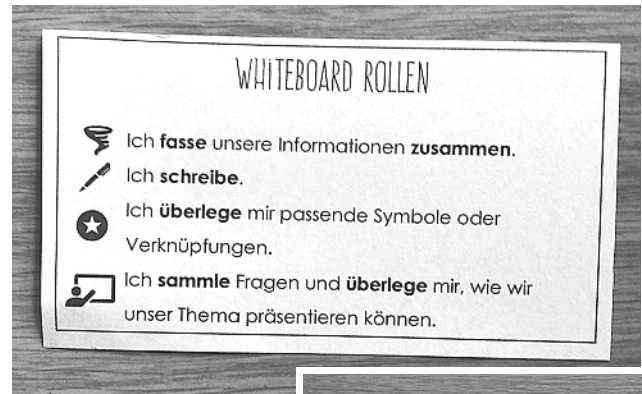 WHITEBOARD ROLLEN
Ich fasse unsere Informationen zusammen.
Ich schreibe.
Ich überlege mir passende Symbole oder
Verknüpfungen.
Ich sammle Fragen und überlege mir, wie wir
unser Thema präsentieren können.